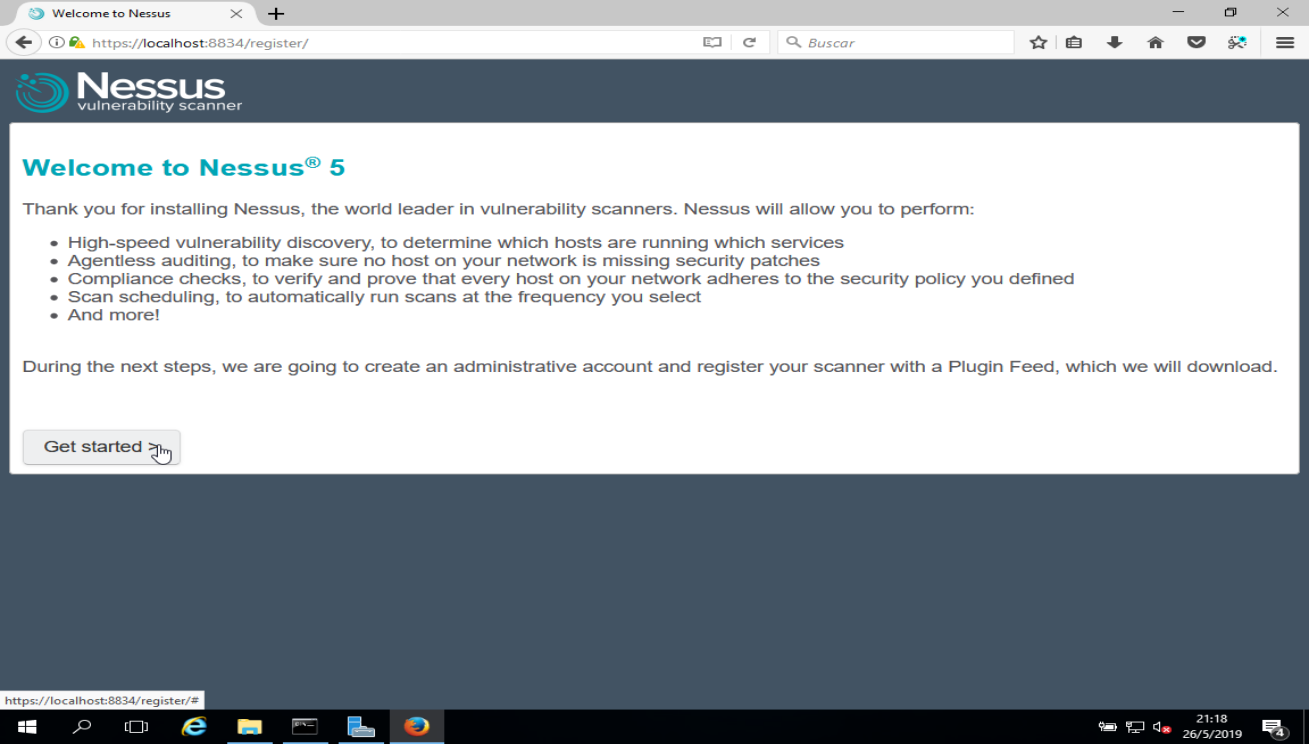 Welcome to Nessus
https://localhost:8834/register/
Buscar
Nessus
vulnerability scanner
Welcome to Nessus® 5
Thank you for installing Nessus, the world leader in vulnerability scanners. Nessus will allow you to perform:
• High-speed vulnerability discovery, to determine which hosts are running which services
• Agentless auditing, to make sure no host on your network is missing security patches
• Compliance checks, to verify and prove that every host on your network adheres to the security policy you defined
• Scan scheduling, to automatically run scans at the frequency you select
• And more!
During the next steps, we are going to create an administrative account and register your scanner with a Plugin Feed, which we will download.
Get started >
https://localhost:8834/register/#
21:18
26/5/2019
4